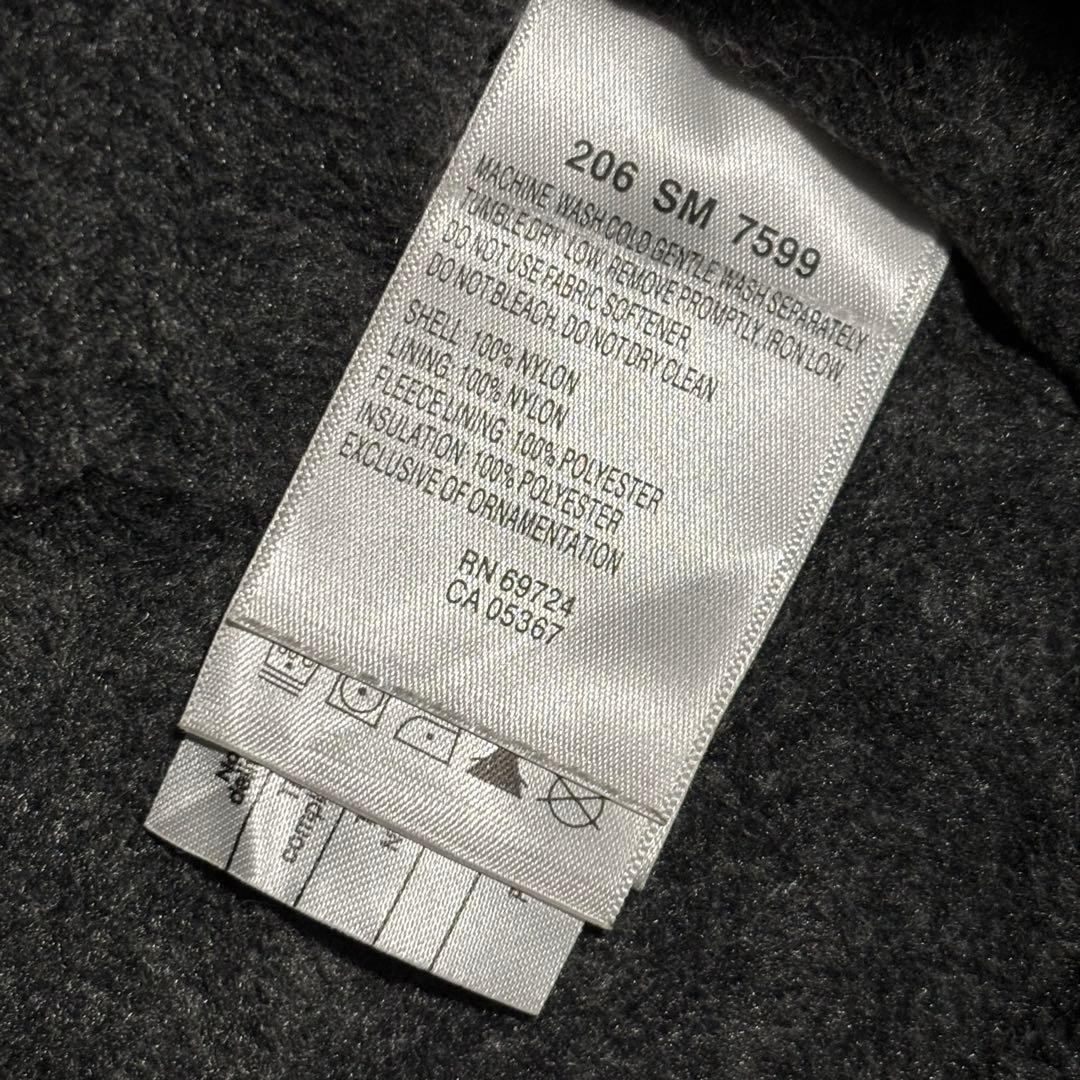 206 SM 7599
MACHINE WASH COLD GENTLE WASH SEPARATELY
TUMBLE DRY LOW. REMOVE PROMPTLY. IRON LOW.
DO NOT USE FABRIC SOFTENER
DO NOT BLEACH. DO NOT DRY CLEAN
SHELL: 100% NYLON
LINING: 100% NYLON
FLEECE LINING: 100% POLYESTER
INSULATION: 100% POLYESTER
EXCLUSIVE OF ORNAMENTATION
RN 69724
CA 05367